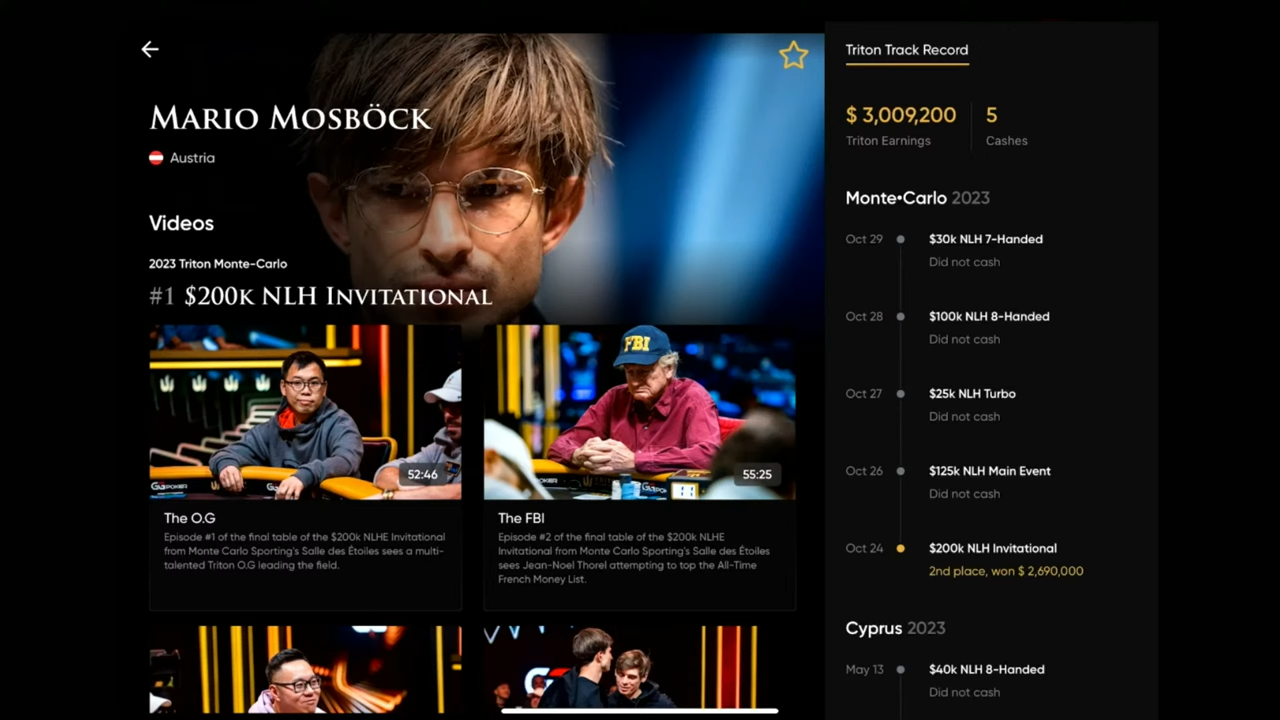 Mario Mosböck
Austria
Videos
2023 Triton Monte-Carlo
#1 $200k NLH Invitational
FBI
GGPOKER
52:46
55:25
The O.G
Episode #1 of the final table of the $200k NLHE Invitational
from Monte Carlo Sporting's Salle des Étoiles sees a multi-
talented Triton O.G leading the field.
The FBI
Episode #2 of the final table of the $200k NLHE
Invitational from Monte Carlo Sporting's Salle des Étoiles
sees Jean-Noel Thorel attempting to top the All-Time
French Money List.
Triton Track Record
$ 3,009,200
Triton Earnings
5
Cashes
Monte•Carlo 2023
Oct 29
$30k NLH 7-Handed
Did not cash
Oct 28
$100k NLH 8-Handed
Did not cash
Oct 27
$25k NLH Turbo
Did not cash
Oct 26
$125k NLH Main Event
Did not cash
Oct 24
$200k NLH Invitational
2nd place, won $ 2,690,000
Cyprus 2023
May 13
$40k NLH 8-Handed
Did not cash